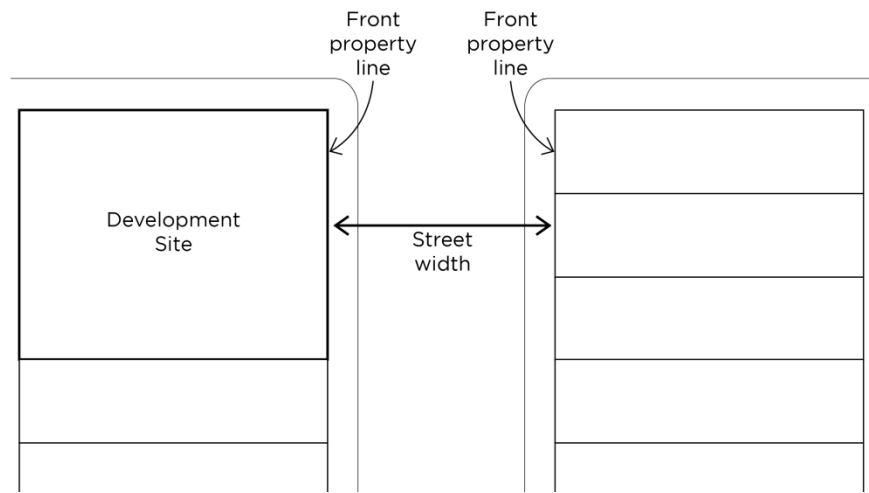 Front
property
line
Front
property
line
Development
Site
Street
width